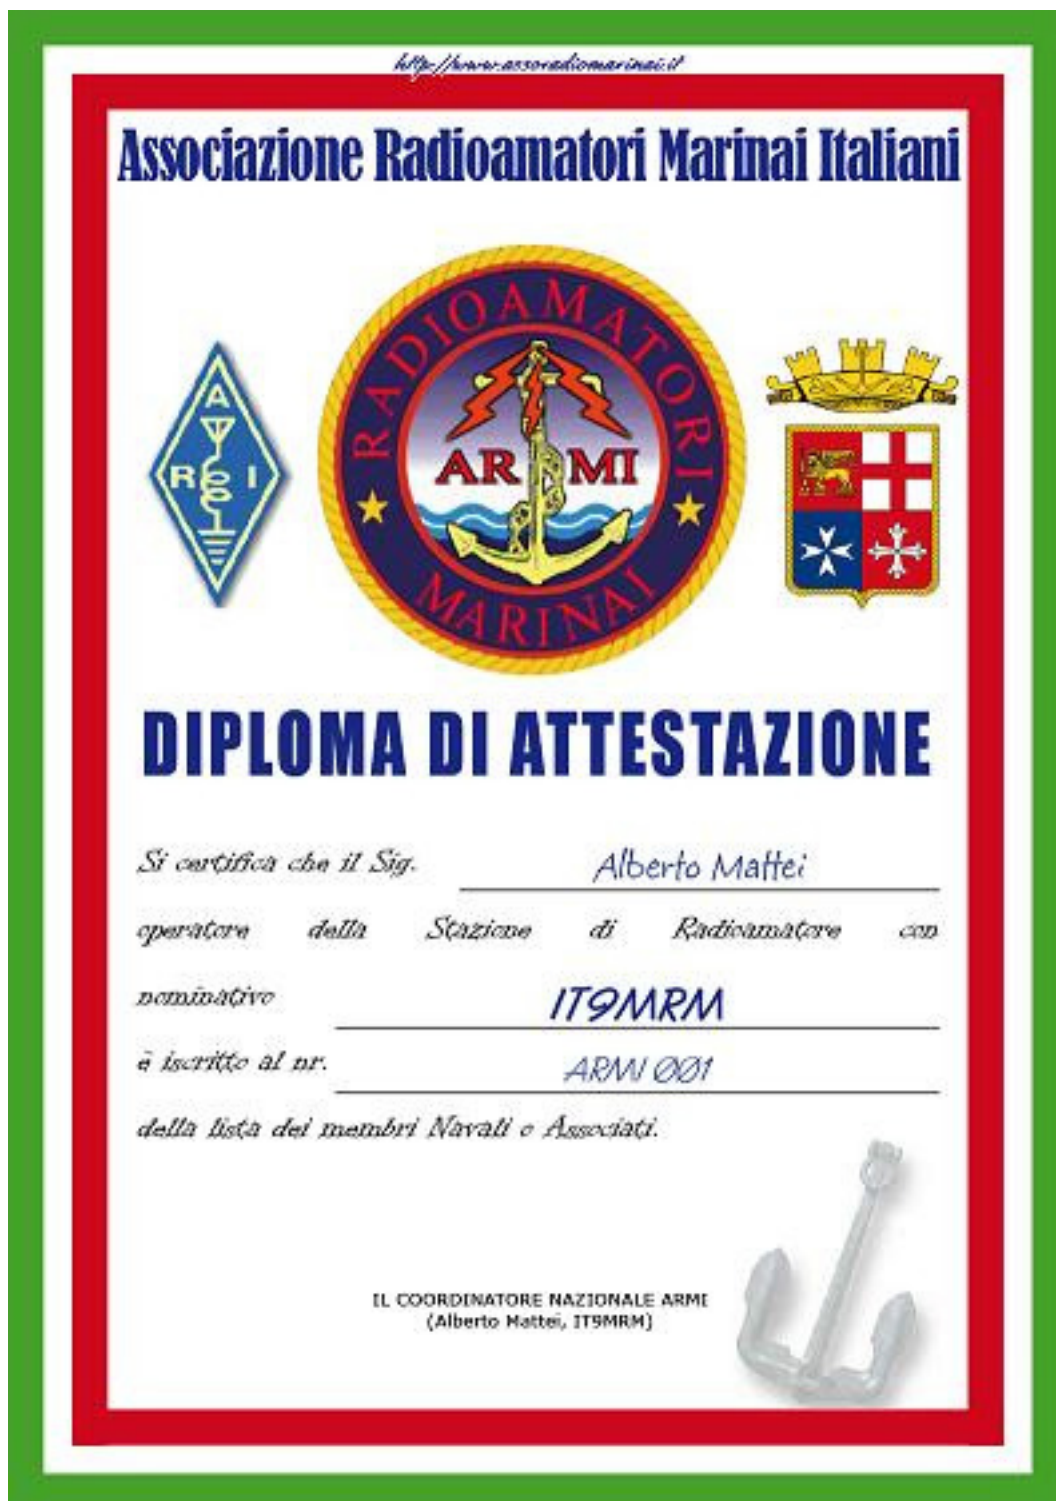 http://www.assoradiomarinai.it
Associazione Radioamatori Marinai Italiani
RADIOAMATORI
A
R I
AR MI
MARINAI
DIPLOMA DI ATTESTAZIONE
Si certifica che il Sig. Alberto Mattei
operatore della Stazione di Radioamatore con
nominativo IT9MRM
è iscritto al nr. ARMI 001
della lista dei membri Navali o Associati.
IL COORDINATORE NAZIONALE ARMI
(Alberto Mattei, IT9MRM)